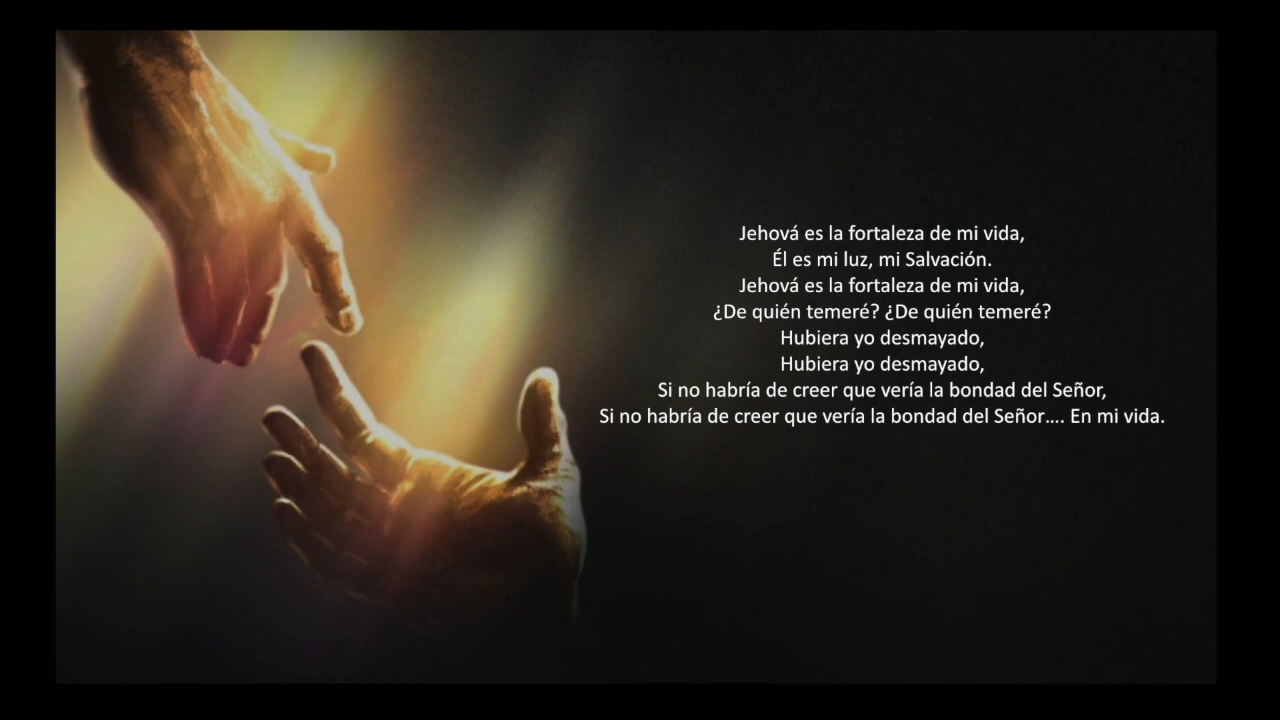 Jehová es la fortaleza de mi vida,
Él es mi luz, mi Salvación.
Jehová es la fortaleza de mi vida,
¿De quién temeré? ¿De quién temeré?
Hubiera yo desmayado,
Hubiera yo desmayado,
Si no habría de creer que vería la bondad del Señor,
Si no habría de creer que vería la bondad del Señor.... En mi vida.